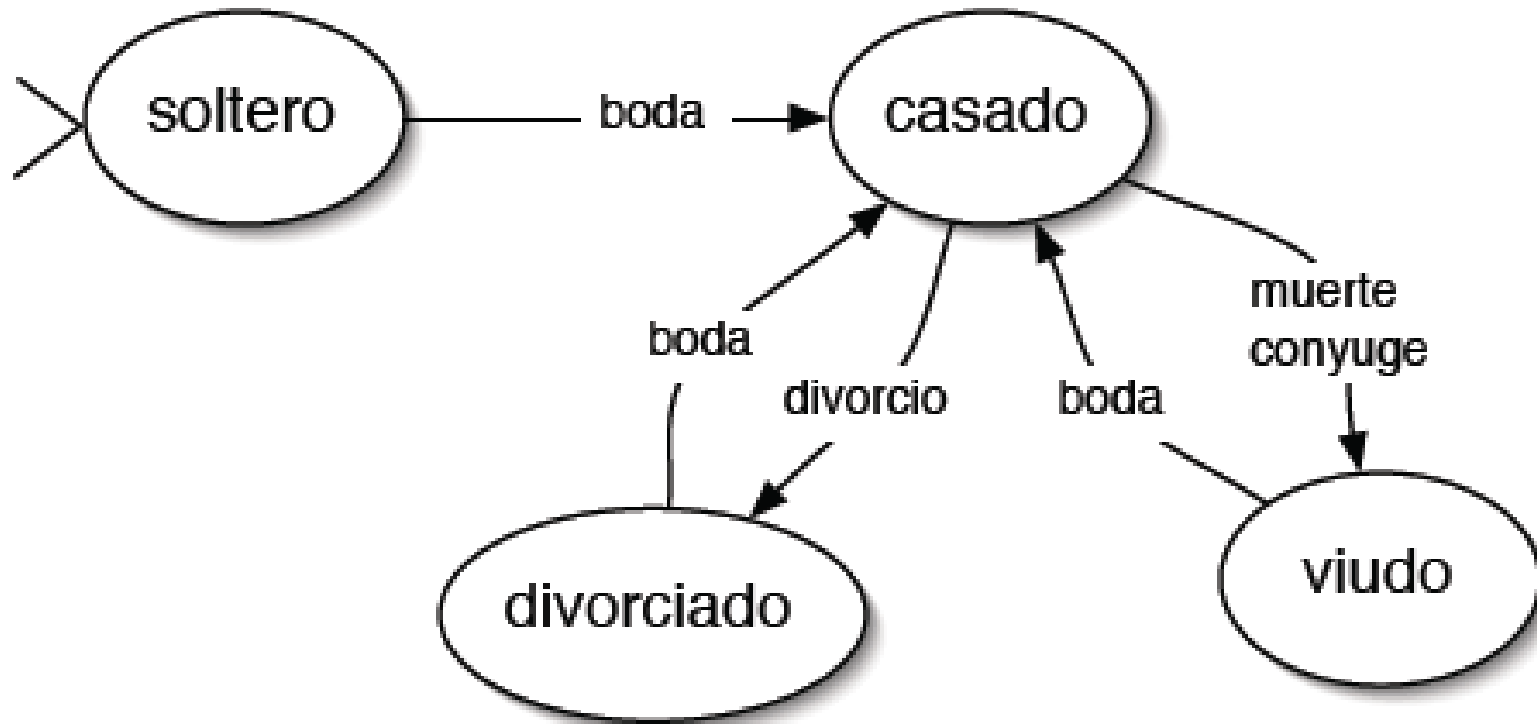 soltero
boda
casado
muerte
conyuge
boda
divorcio
boda
divorciado
viudo